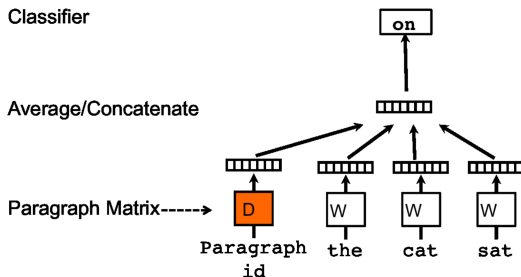 Classifier
on
Average/Concatenate
Paragraph Matrix
D
W
W
W
Paragraph id
the
cat
sat